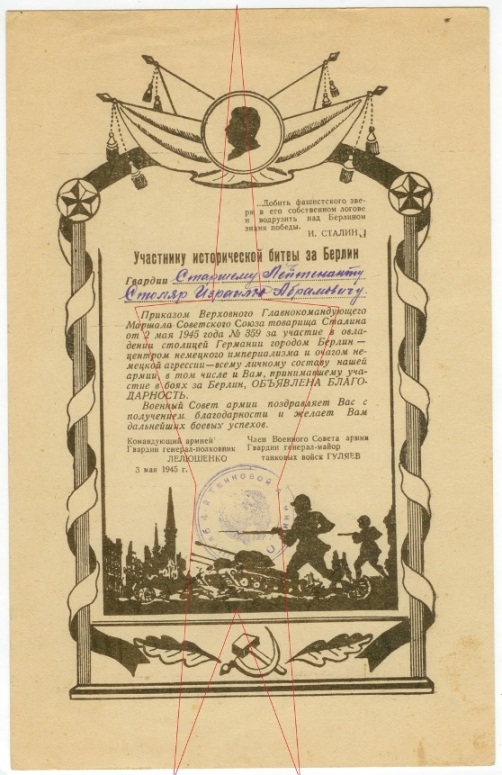 ...Добить фашистского зве-
ря в его собственном логове
и водрузить над Берлином
знамя победы.
И. СТАЛИН.
Участнику исторической битвы за Берлин
Гвардии Старшему Лейтенанту
Столяр Израилю Абрамовичу.
Приказом Верховного Главнокомандующего
Маршала Советского Союза товарища Сталина
от 2 мая 1945 года № 359 за участие в овла-
дении столицей Германии городом Берлин —
центром немецкого империализма и очагом не-
мецкой агрессии — всему личному составу нашей
армии, в том числе и Вам, принимавшему уча-
стие в боях за Берлин, ОБЪЯВЛЕНА БЛАГО-
ДАРНОСТЬ.
Военный Совет армии поздравляет Вас с
получением благодарности и желает Вам
дальнейших боевых успехов.
Командующий армией
Гвардии генерал-полковник
ЛЕЛЮШЕНКО
3 мая 1945 г.
Член Военного Совета армии
Гвардии генерал-майор
танковых войск ГУЛЯЕВ